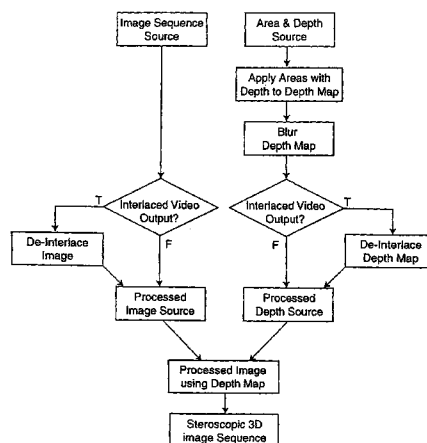 Image Sequence
Source
Area & Depth
Source
Apply Areas with
Depth to Depth Map
Blur
Depth Map
Interlaced Video
Output?
T
F
Interlaced Video
Output?
T
F
De-Interlace
Image
De-Interlace
Depth Map
Processed
Image Source
Processed
Depth Source
Processed Image
using Depth Map
Steroscopic 3D
image Sequence